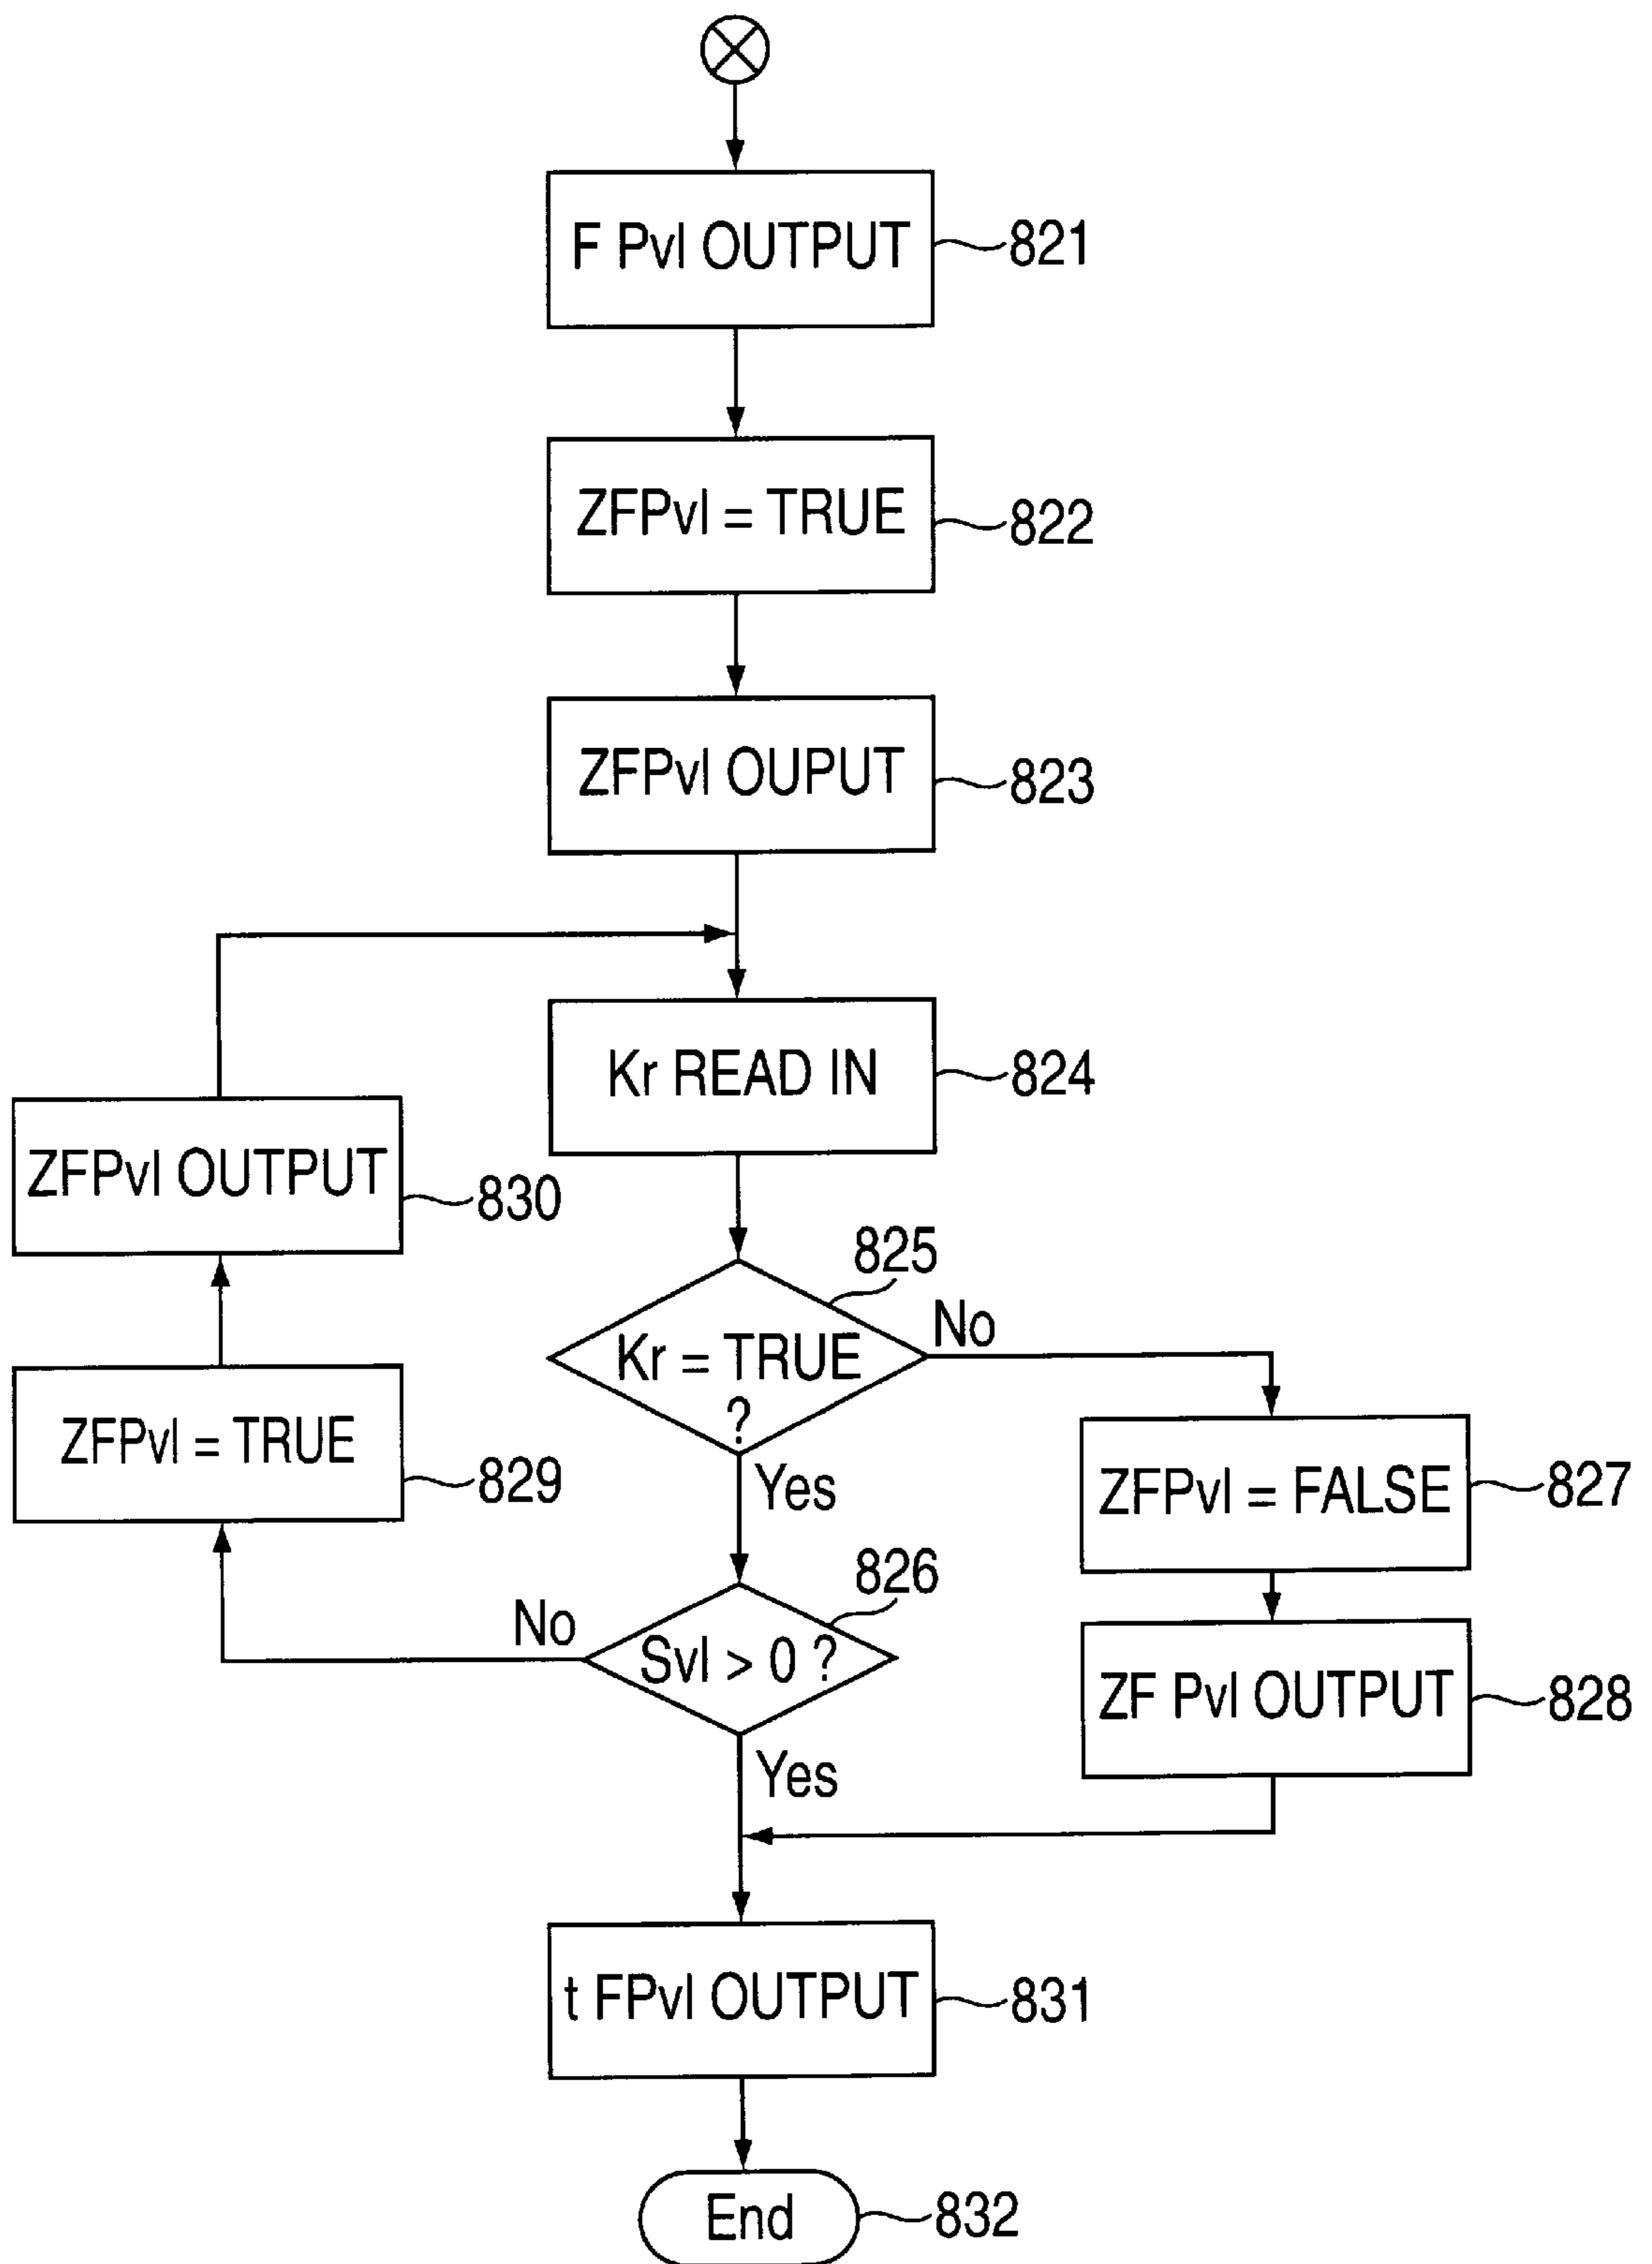 F Pvl OUTPUT
821
ZFPvl = TRUE
822
ZFPvl OUPUT
823
Kr READ IN
824
ZFPvl OUTPUT
830
825
Kr = TRUE
?
No
Yes
ZFPvl = TRUE
829
ZFPvl = FALSE
827
826
No
Svl > 0 ?
Yes
ZF Pvl OUTPUT
828
t FPvl OUTPUT
831
End
832